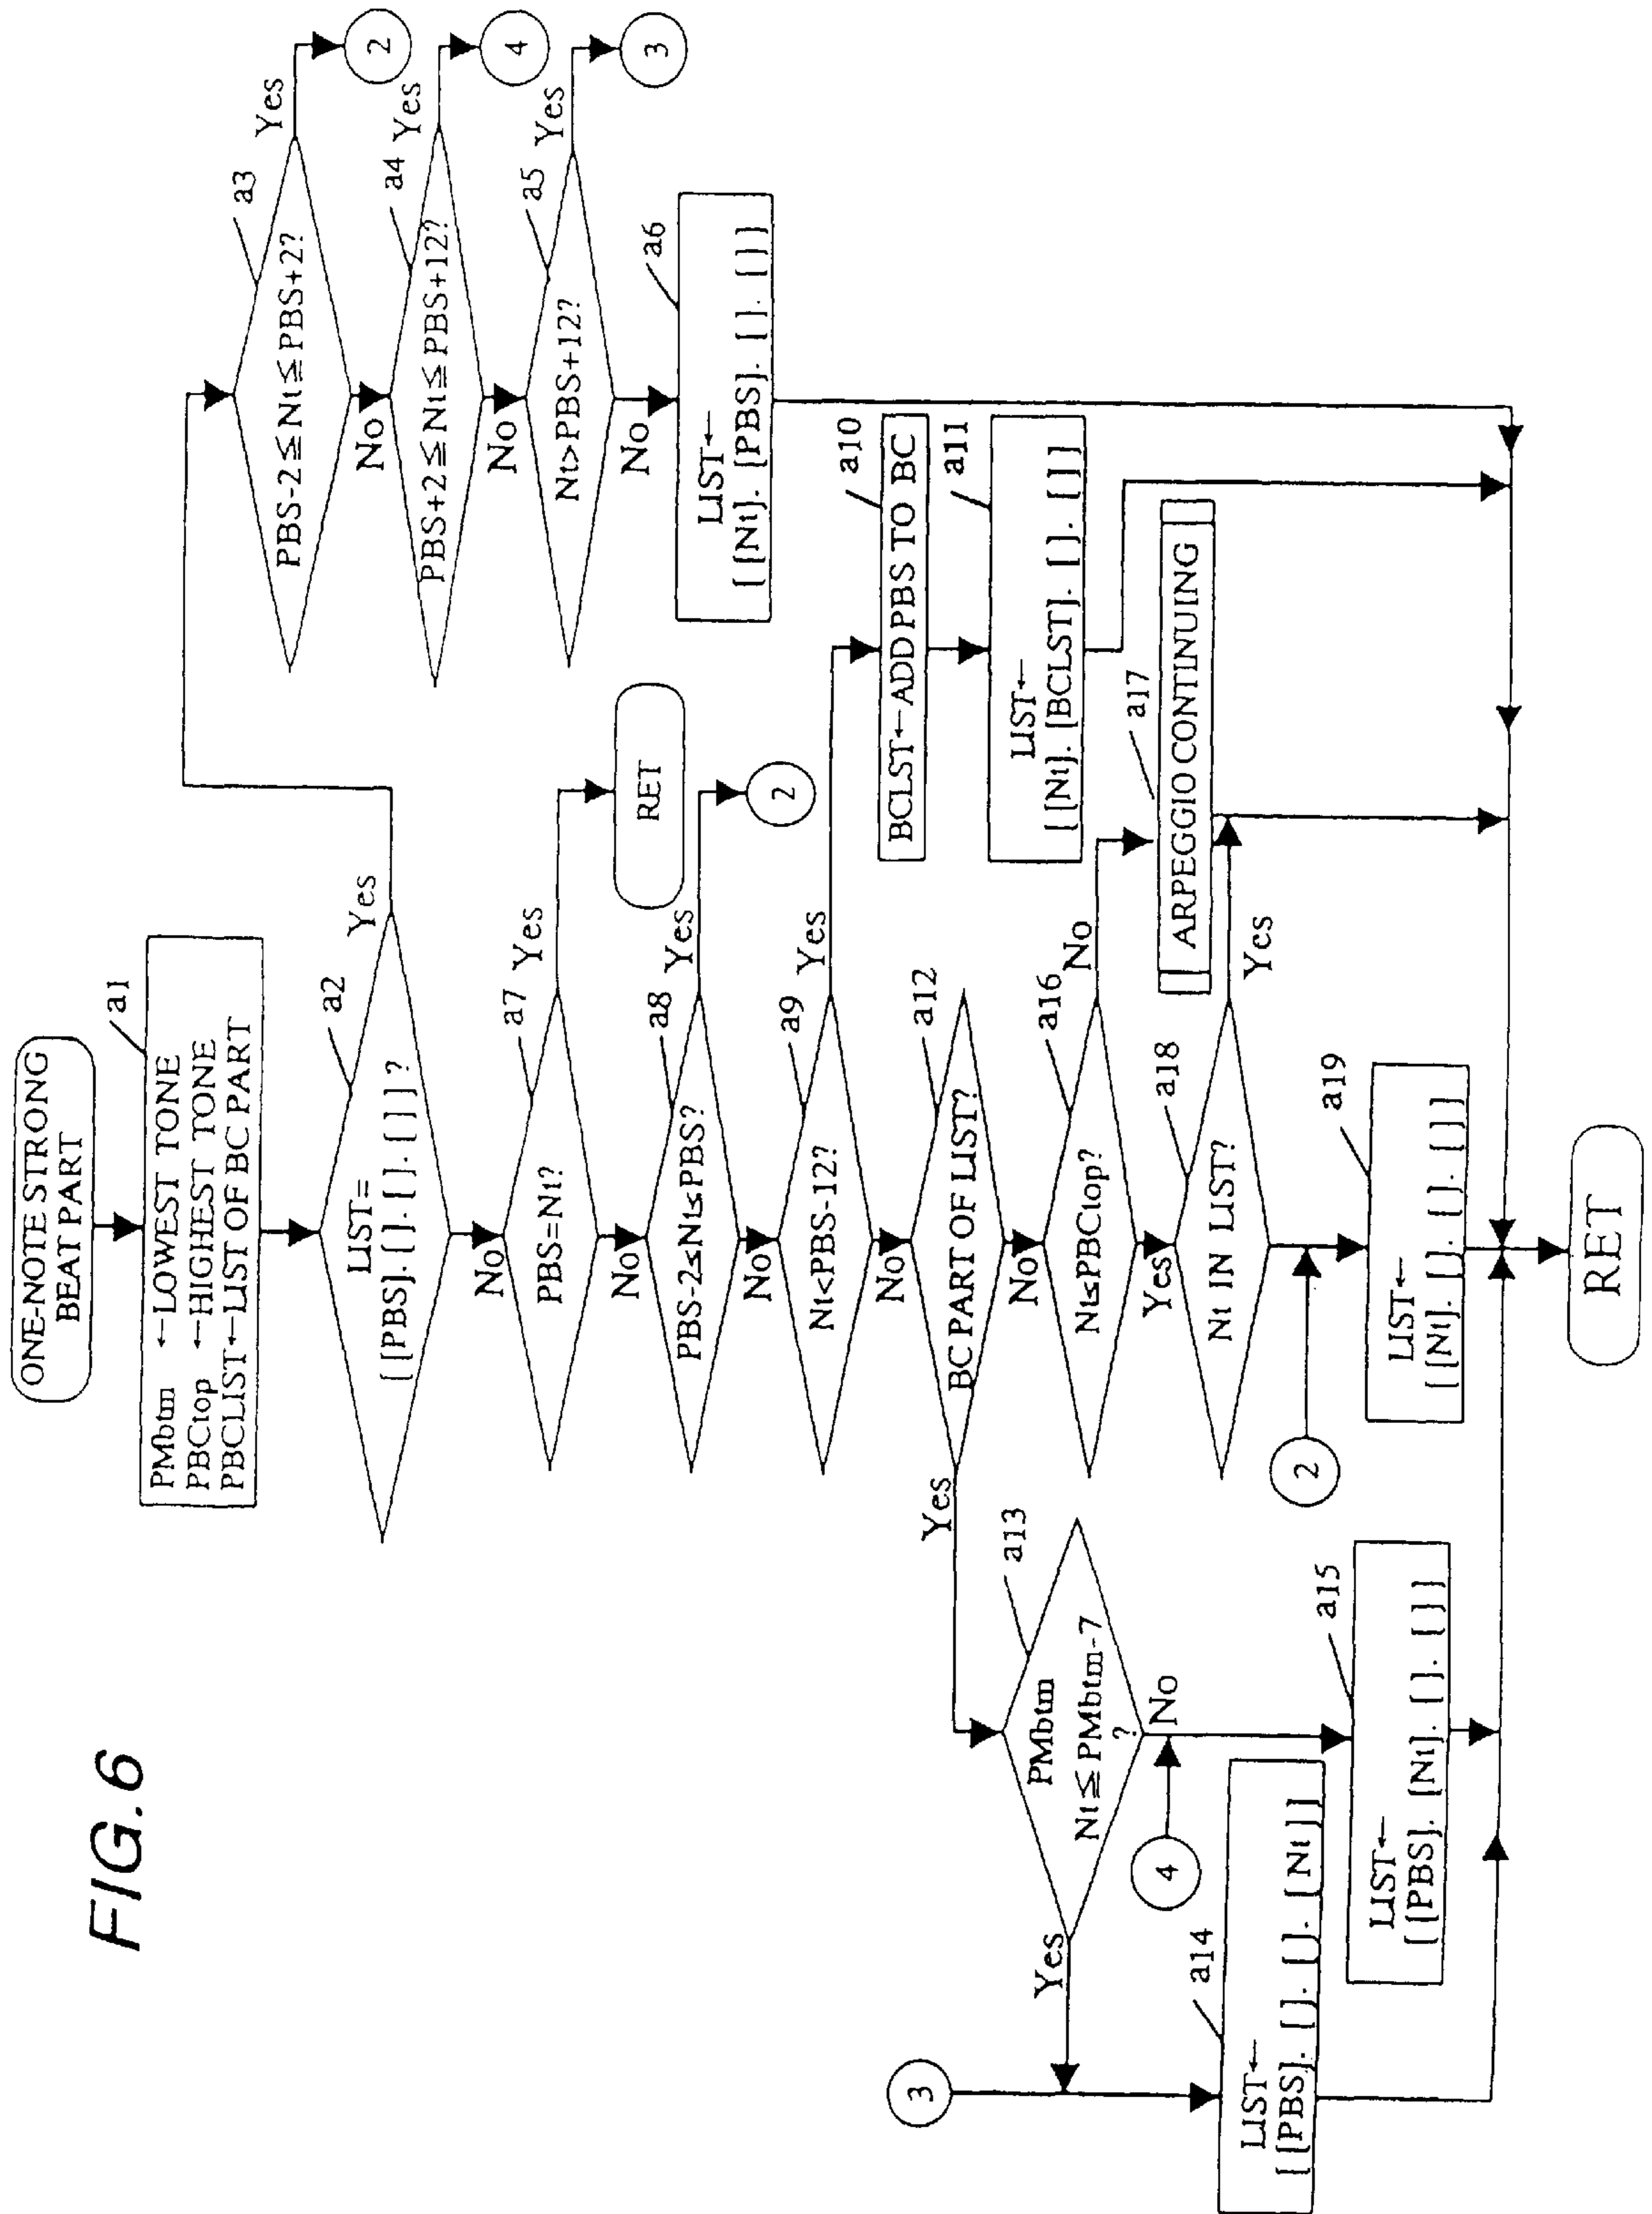 FIG.6
ONE-NOTE STRONG
BEAT PART
a1
PMbtm ←LOWEST TONE
PBCtop ←HIGHEST TONE
PBCLIST←LIST OF BC PART
a2
LIST=
[[PBS]. []. []. []] ?
Yes
No
a3
PBS-2≦Nt≦PBS+2?
Yes
2
No
a4
PBS+2≦Nt≦PBS+12?
Yes
4
No
a5
Nt>PBS+12?
Yes
3
No
a6
LIST←
[[Nt]. [PBS]. []. []]
a7
PBS=Nt?
Yes
RET
No
a8
PBS-2≤Nt≤PBS?
Yes
2
No
a9
Nt<PBS-12?
Yes
No
a10
BCLST←ADD PBS TO BC
a11
LIST←
[[Nt]. [BCLST]. []. []]
a12
BC PART OF LIST?
Yes
No
a13
PMbtm
Nt≦PMbtm-7
?
Yes
No
3
4
a14
LIST←
[[PBS]. []. []. [Nt]]
a15
LIST←
[[PBS]. [Nt]. []. []]
a16
Nt≤PBCtop?
No
Yes
a17
ARPEGGIO CONTINUING
a18
Nt IN LIST?
Yes
2
a19
LIST←
[[Nt]. []. []. []]
RET